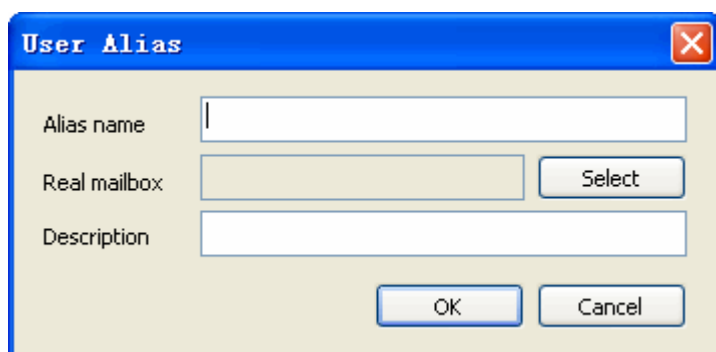 User Alias
Alias name
Real mailbox Select
Description
OK Cancel